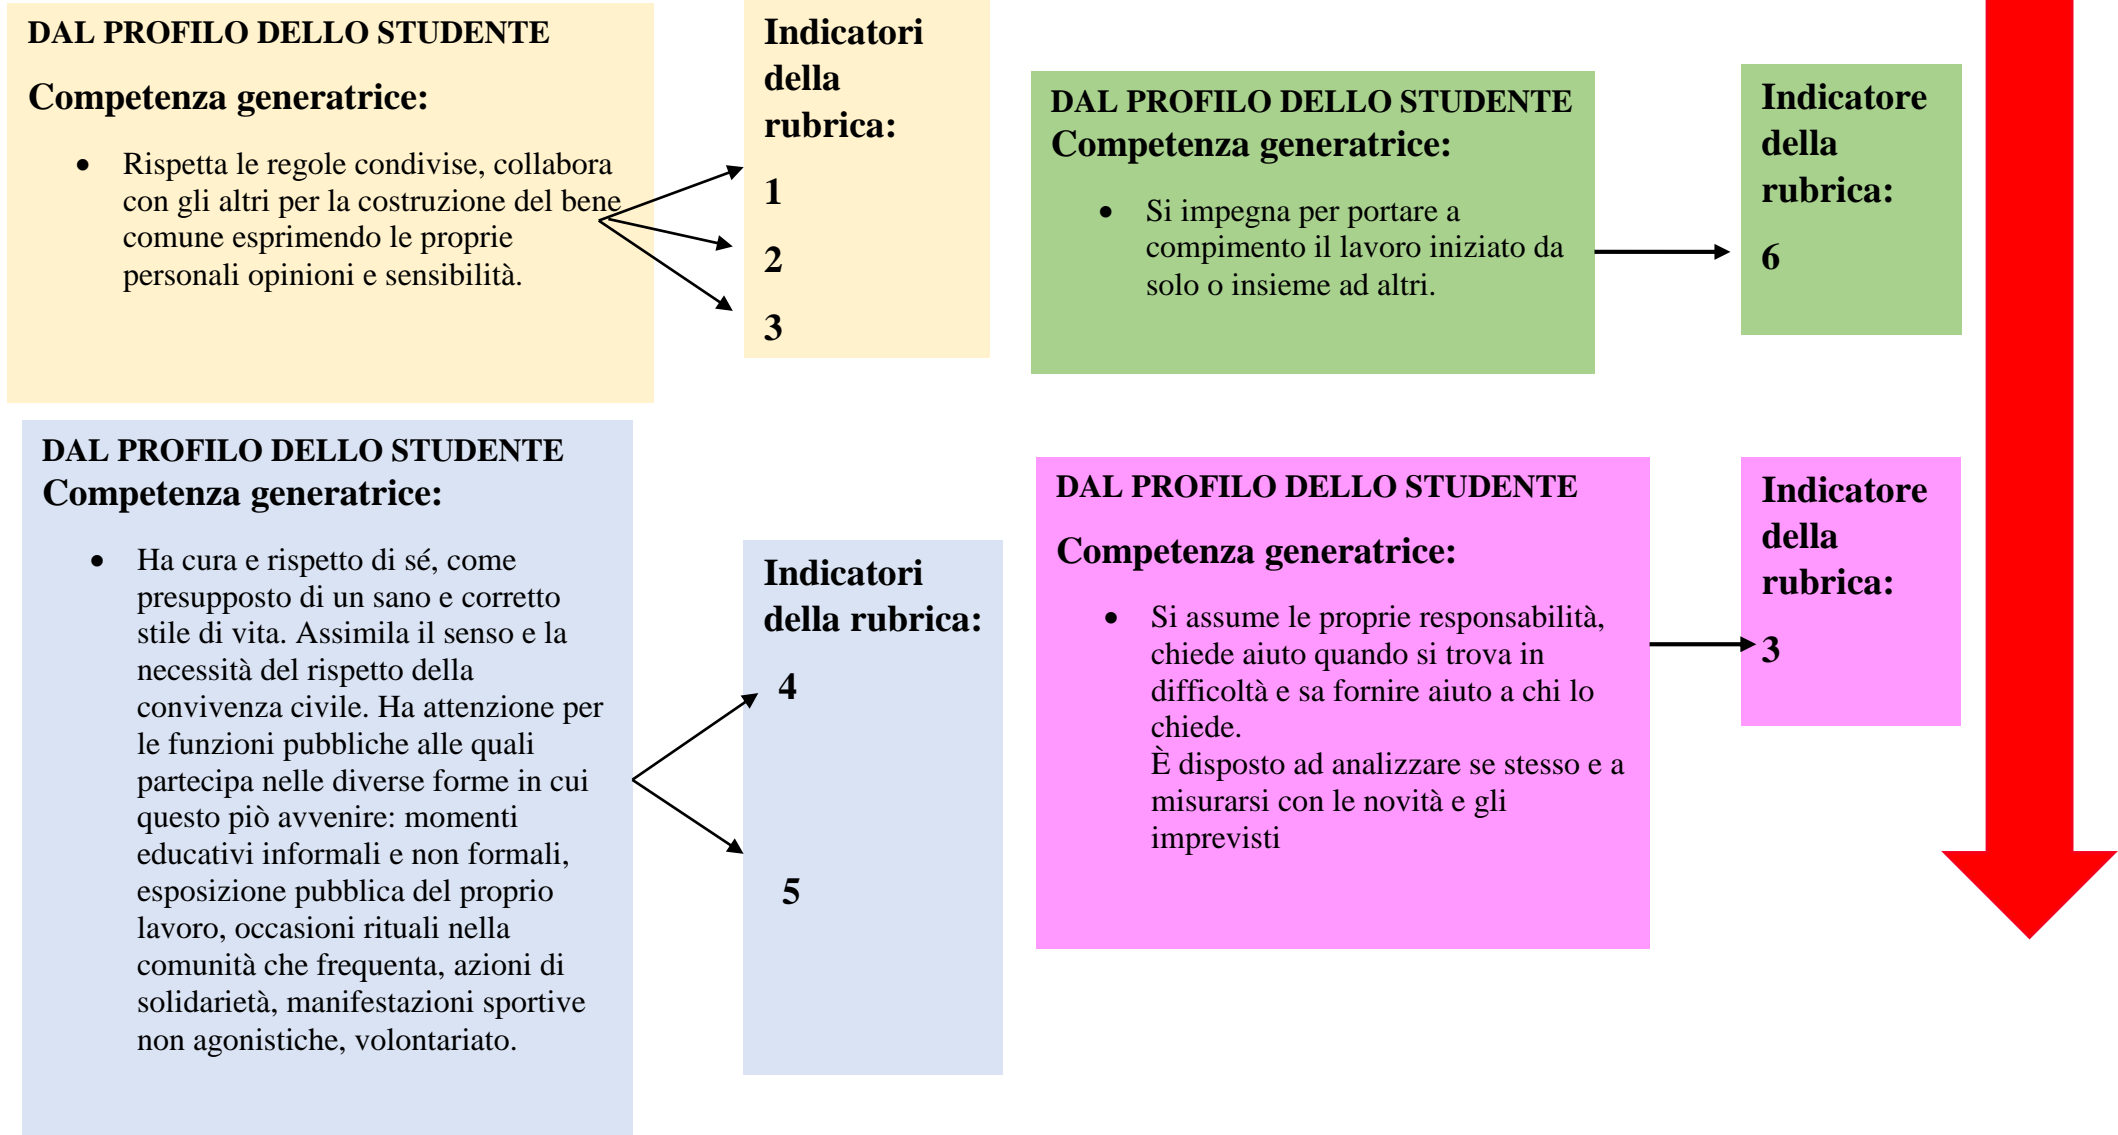 DAL PROFILO DELLO STUDENTE
Competenza generatrice:
• Rispetta le regole condivise, collabora
con gli altri per la costruzione del bene
comune esprimendo le proprie
personali opinioni e sensibilità.
Indicatori
della
rubrica:
1
2
3
DAL PROFILO DELLO STUDENTE
Competenza generatrice:
• Si impegna per portare a
compimento il lavoro iniziato da
solo o insieme ad altri.
Indicatore
della
rubrica:
6
DAL PROFILO DELLO STUDENTE
Competenza generatrice:
• Ha cura e rispetto di sé, come
presupposto di un sano e corretto
stile di vita. Assimila il senso e la
necessità del rispetto della
convivenza civile. Ha attenzione per
le funzioni pubbliche alle quali
partecipa nelle diverse forme in cui
questo piò avvenire: momenti
educativi informali e non formali,
esposizione pubblica del proprio
lavoro, occasioni rituali nella
comunità che frequenta, azioni di
solidarietà, manifestazioni sportive
non agonistiche, volontariato.
Indicatori
della rubrica:
4
5
DAL PROFILO DELLO STUDENTE
Competenza generatrice:
• Si assume le proprie responsabilità,
chiede aiuto quando si trova in
difficoltà e sa fornire aiuto a chi lo
chiede.
È disposto ad analizzare se stesso e a
misurarsi con le novità e gli
imprevisti
Indicatore
della
rubrica:
3